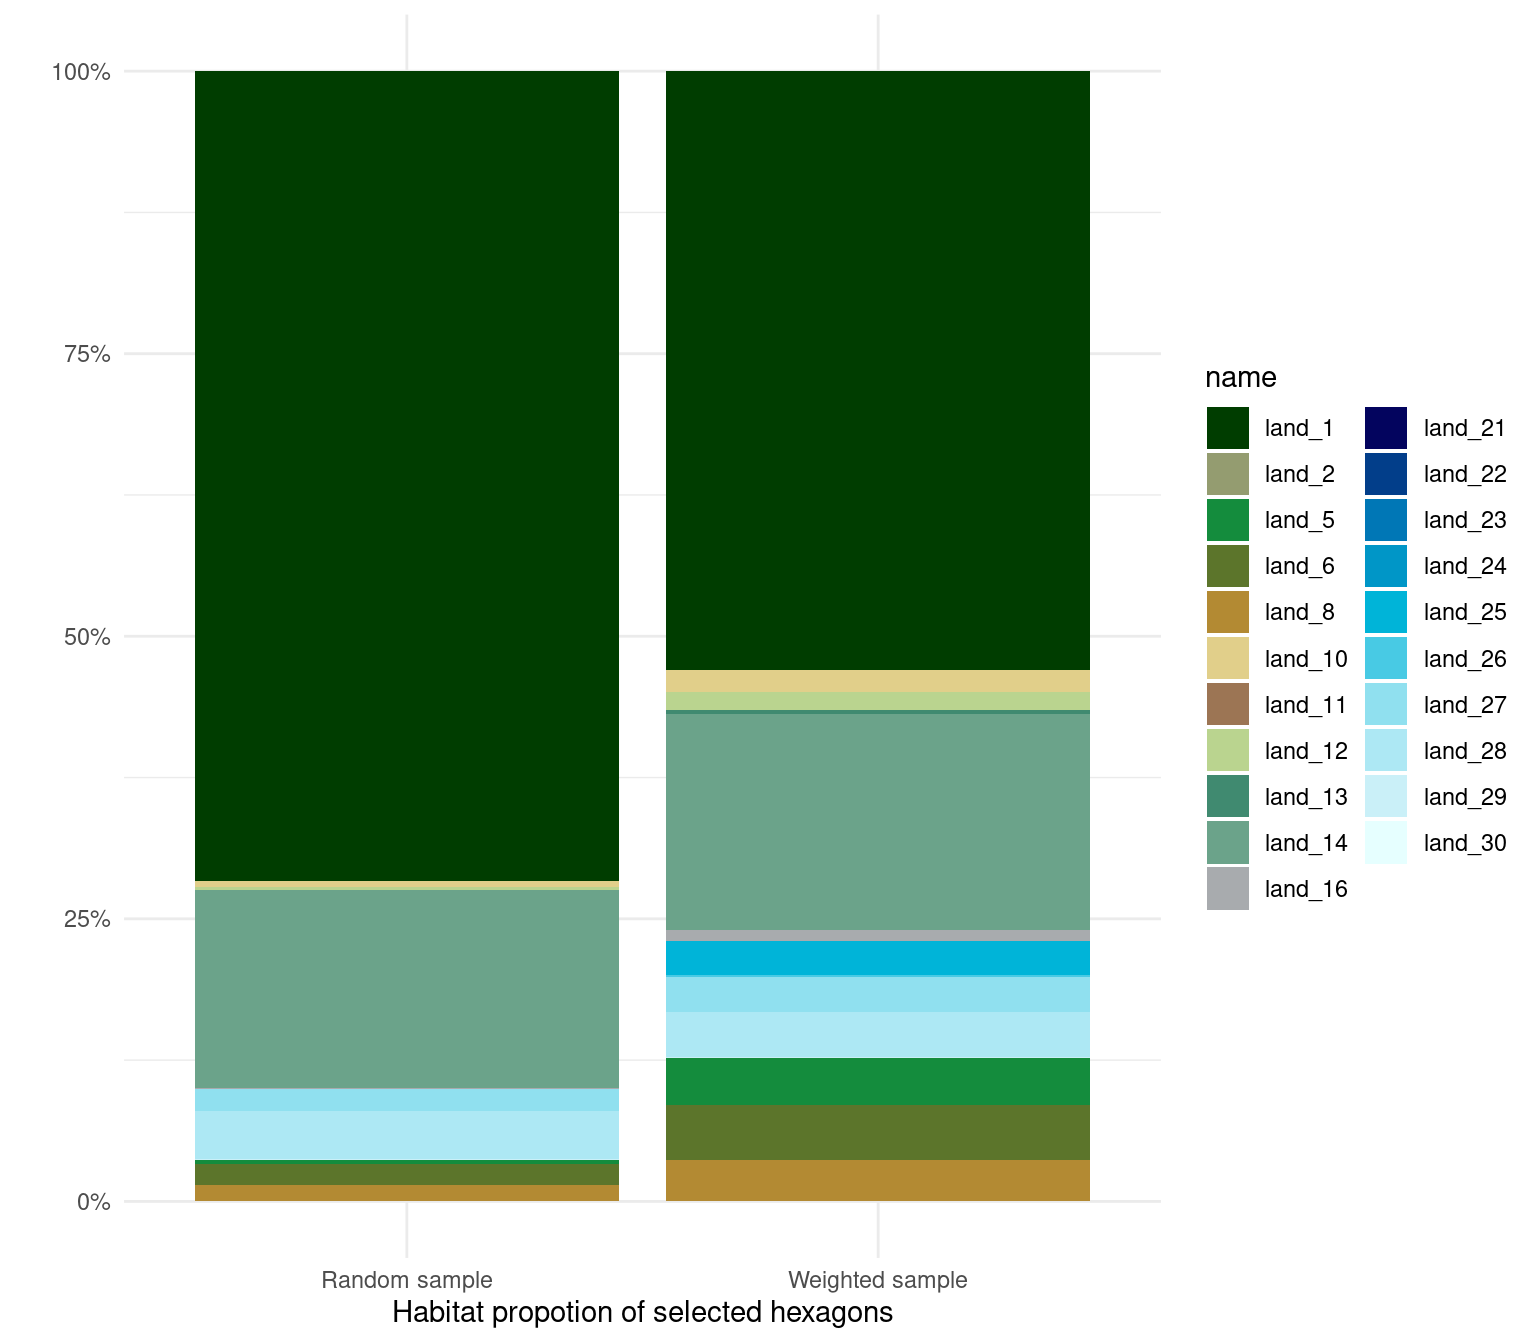 100%
75%
50%
25%
0%
Random sample
Weighted sample
Habitat propotion of selected hexagons
name
land_1
land_2
land_5
land_6
land_8
land_10
land_11
land_12
land_13
land_14
land_16
land_21
land_22
land_23
land_24
land_25
land_26
land_27
land_28
land_29
land_30